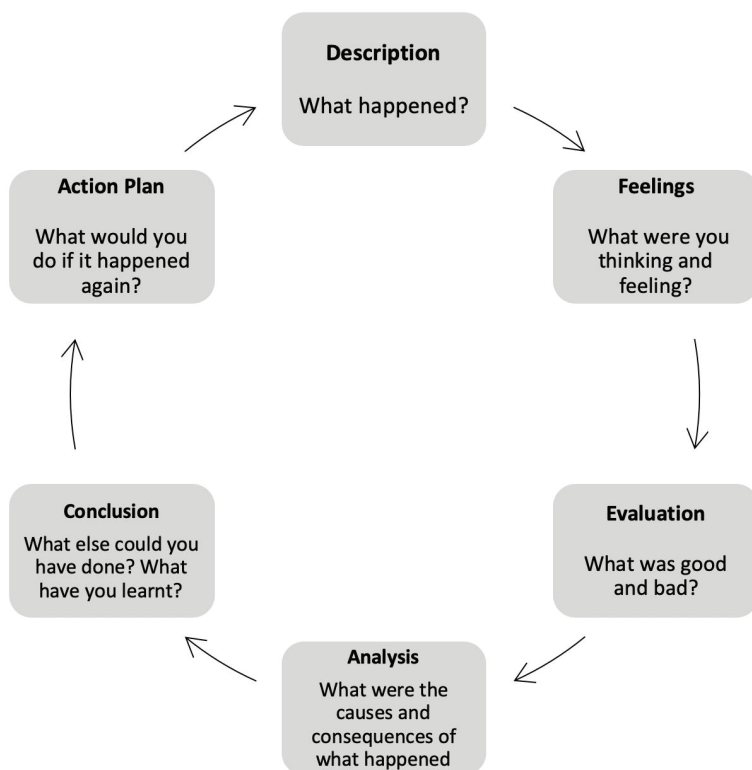 Description
What happened?
Feelings
What were you
thinking and
feeling?
Evaluation
What was good
and bad?
Analysis
What were the
causes and
consequences of
what happened
Conclusion
What else could you
have done? What
have you learnt?
Action Plan
What would you
do if it happened
again?